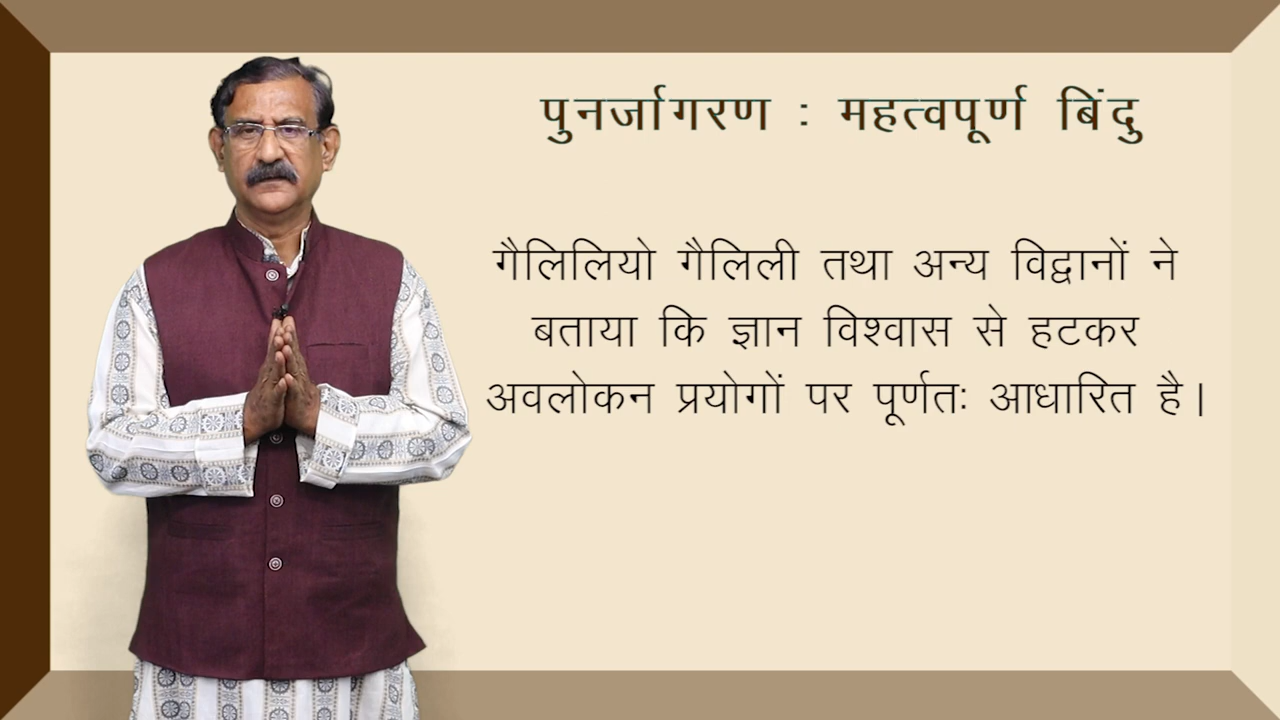 पुनर्जागरण : महत्वपूर्ण बिंदु
गैलिलियो गैलिली तथा अन्य विद्वानों ने
बताया कि ज्ञान विश्वास से हटकर
अवलोकन प्रयोगों पर पूर्णतः आधारित है।